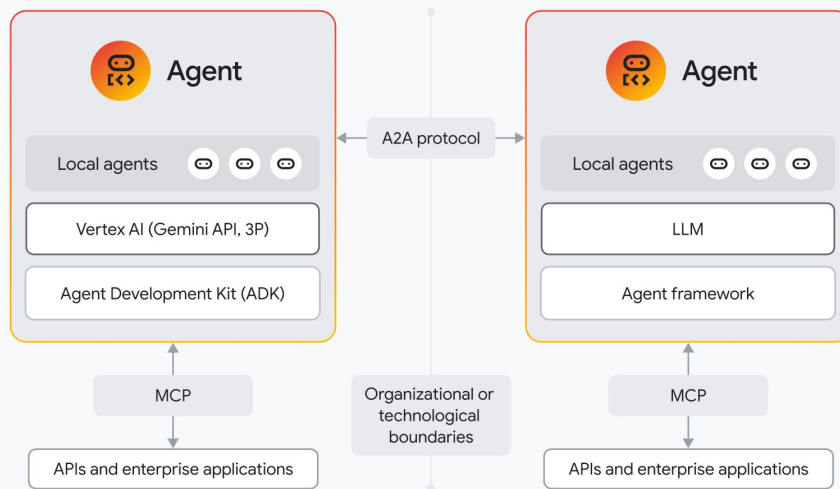 Agent
Local agents
Vertex AI (Gemini API, 3P)
Agent Development Kit (ADK)
MCP
APIs and enterprise applications
A2A protocol
Organizational or
technological
boundaries
Agent
Local agents
LLM
Agent framework
MCP
APIs and enterprise applications